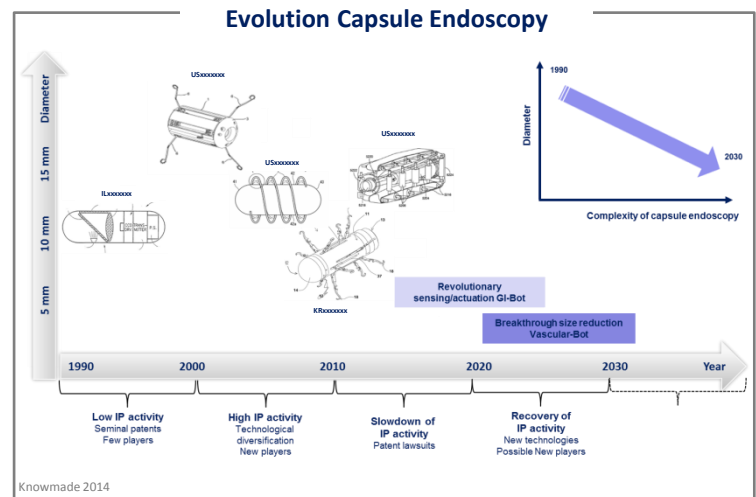 Evolution Capsule Endoscopy
Diameter
15 mm
10 mm
5 mm
USxxxxxxx
USxxxxxxx
USxxxxxxx
ILxxxxxxx
KRxxxxxxx
1990
Diameter
2030
Complexity of capsule endoscopy
Revolutionary
sensing/actuation GI-Bot
Breakthrough size reduction
Vascular-Bot
1990
2000
2010
2020
2030
Year
Low IP activity
Seminal patents
Few players
High IP activity
Technological
diversification
New players
Slowdown of
IP activity
Patent lawsuits
Recovery of
IP activity
New technologies
Possible New players
Knowmade 2014